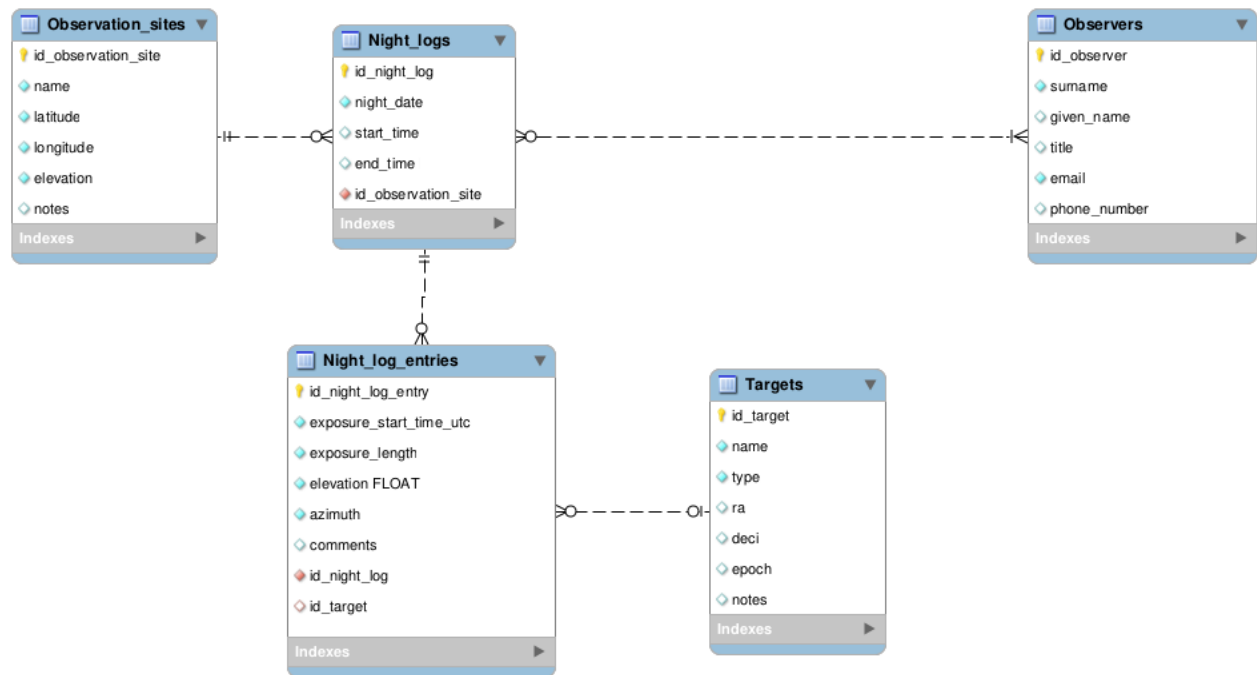 Observation_sites
id_observation_site
name
latitude
longitude
elevation
notes
Indexes
Night_logs
id_night_log
night_date
start_time
end_time
id_observation_site
Indexes
Observers
id_observer
surname
given_name
title
email
phone_number
Indexes
Night_log_entries
id_night_log_entry
exposure_start_time_utc
exposure_length
elevation FLOAT
azimuth
comments
id_night_log
id_target
Indexes
Targets
id_target
name
type
ra
deci
epoch
notes
Indexes